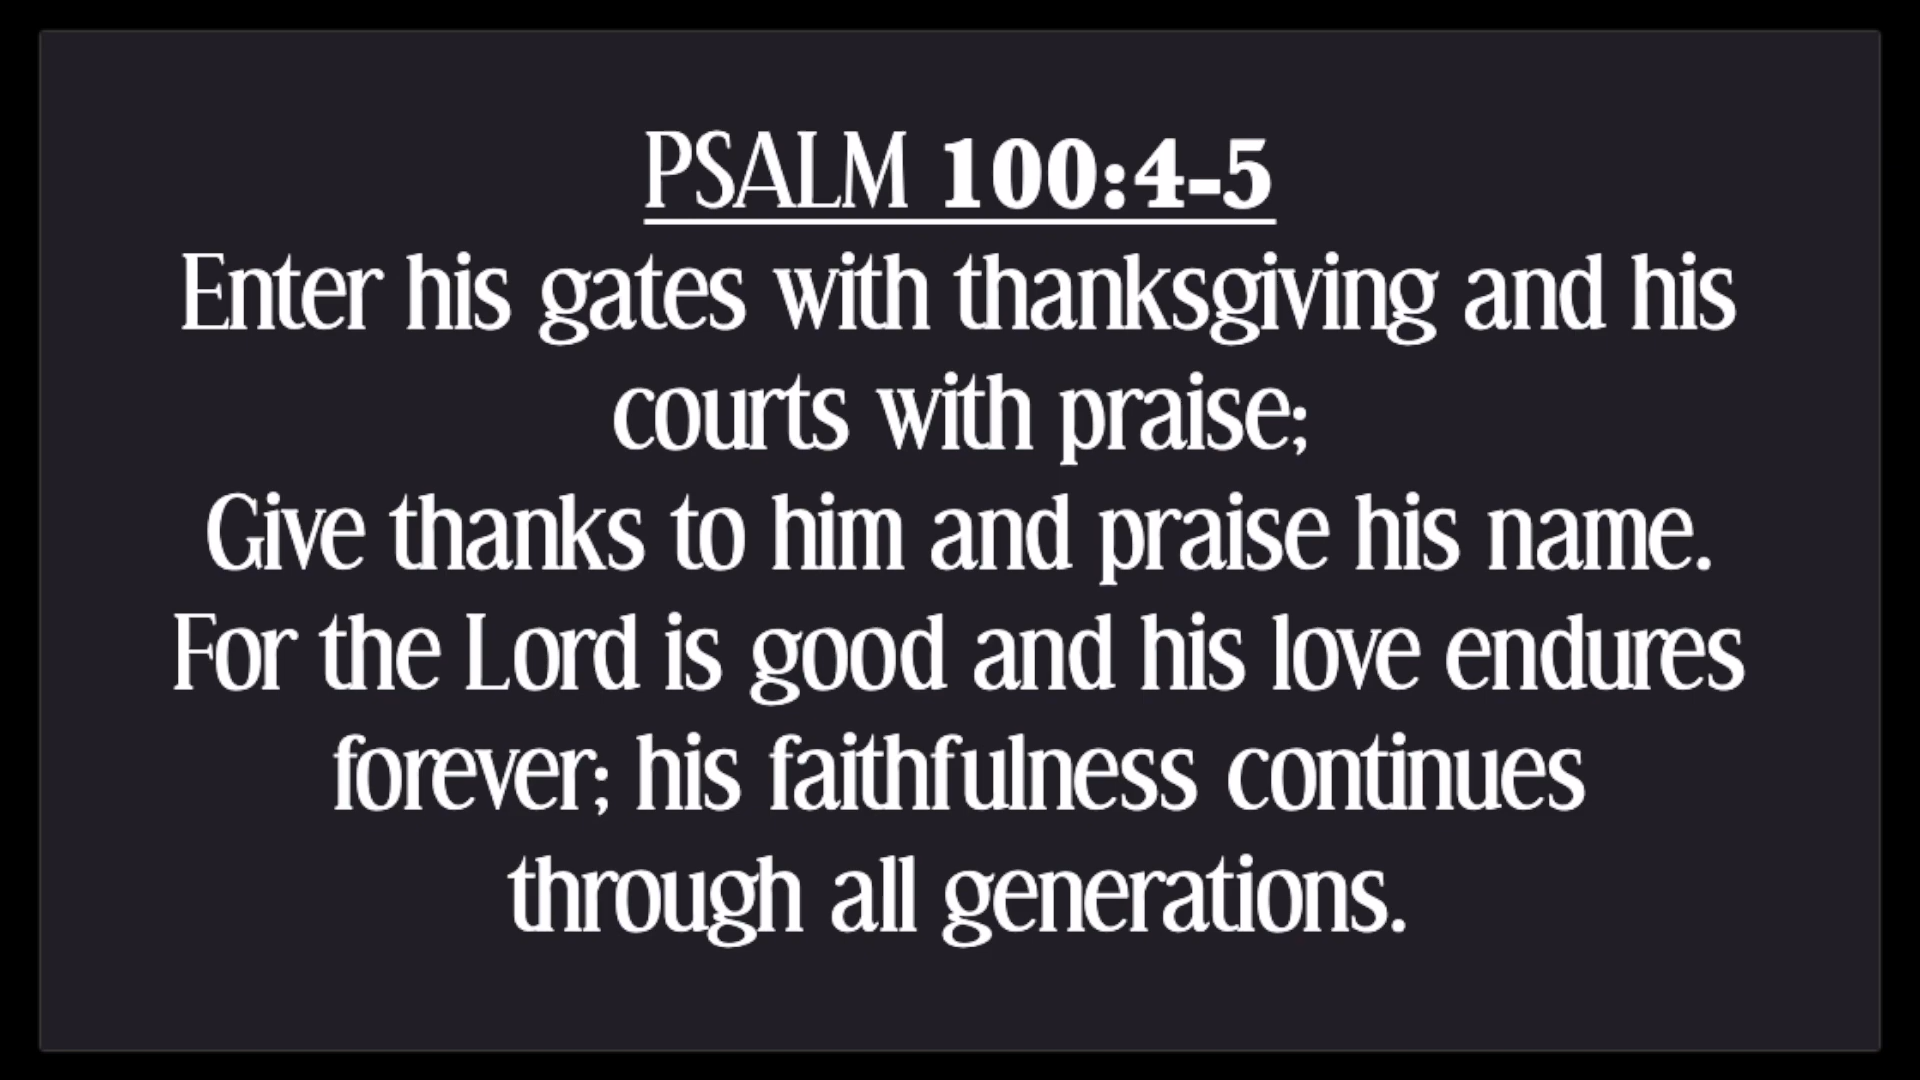 PSALM 100:4-5
Enter his gates with thanksgiving and his
courts with praise;
Give thanks to him and praise his name.
For the Lord is good and his love endures
forever; his faithfulness continues
through all generations.